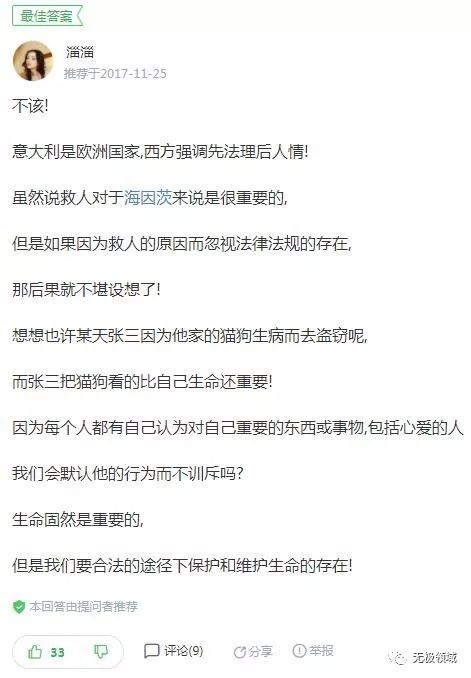 最佳答案
淄淄
推荐于2017-11-25
不该!
意大利是欧洲国家,西方强调先法理后人情!
虽然说救人对于海因茨来说是很重要的,
但是如果因为救人的原因而忽视法律法规的存在,
那后果就不堪设想了!
想想也许某天张三因为他家的猫狗生病而去盗窃呢,
而张三把猫狗看的比自己生命还重要!
因为每个人都有自己认为对自己重要的东西或事物,包括心爱的人
我们会默认他的行为而不训斥吗?
生命固然是重要的,
但是我们要合法的途径下保护和维护生命的存在!
本回答由提问者推荐
33 评论(9) 分享 举报
无极领域